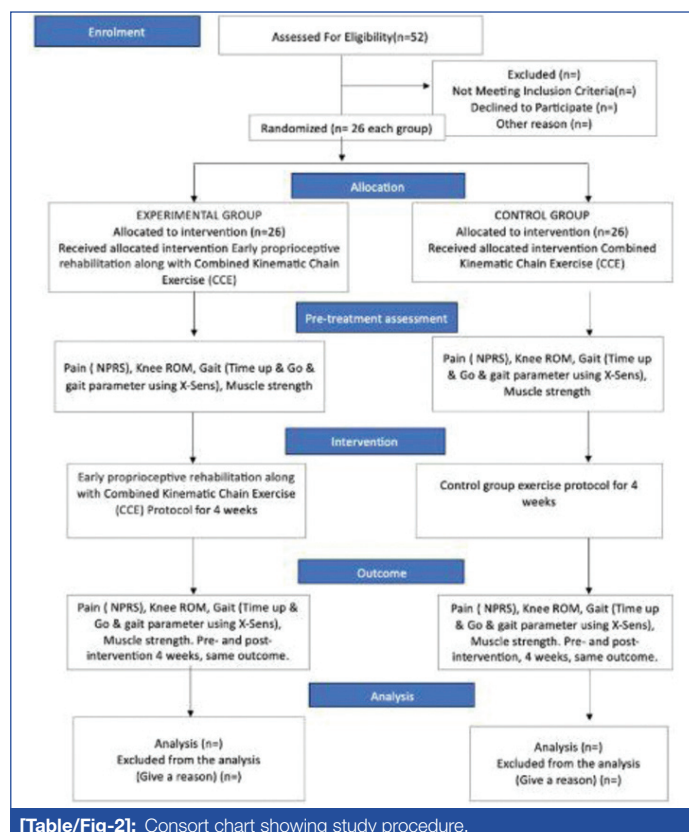 Enrolment
Assessed For Eligibility(n=52)
Excluded (n=)
Not Meeting Inclusion Criteria(n=)
Declined to Participate (n=)
Other reason (n=)
Randomized (n= 26 each group)
Allocation
EXPERIMENTAL GROUP
Allocated to intervention (n=26)
Received allocated intervention Early proprioceptive
rehabilitation along with Combined Kinematic Chain
Exercise (CCE)
CONTROL GROUP
Allocated to intervention (n=26)
Received allocated intervention Combined
Kinematic Chain Exercise (CCE)
Pre-treatment assessment
Pain ( NPRS), Knee ROM, Gait (Time up & Go &
gait parameter using X-Sens), Muscle strength
Pain ( NPRS), Knee ROM, Gait (Time up
& Go & gait parameter using X-Sens),
Muscle strength
Intervention
Early proprioceptive rehabilitation along
with Combined Kinematic Chain Exercise
(CCE) Protocol for 4 weeks
Control group exercise protocol for 4
weeks
Outcome
Pain ( NPRS), Knee ROM, Gait (Time up &
Go & gait parameter using X-Sens),
Muscle strength. Pre- and post-
intervention 4 weeks, same outcome.
Pain ( NPRS), Knee ROM, Gait (Time up
& Go & gait parameter using X-Sens),
Muscle strength. Pre- and post-
intervention, 4 weeks, same outcome.
Analysis
Analysis (n=)
Excluded from the analysis
(Give a reason) (n=)
Analysis (n=)
Excluded from the analysis
(Give a reason) (n=)
[Table/Fig-2]: Consort chart showing study procedure.